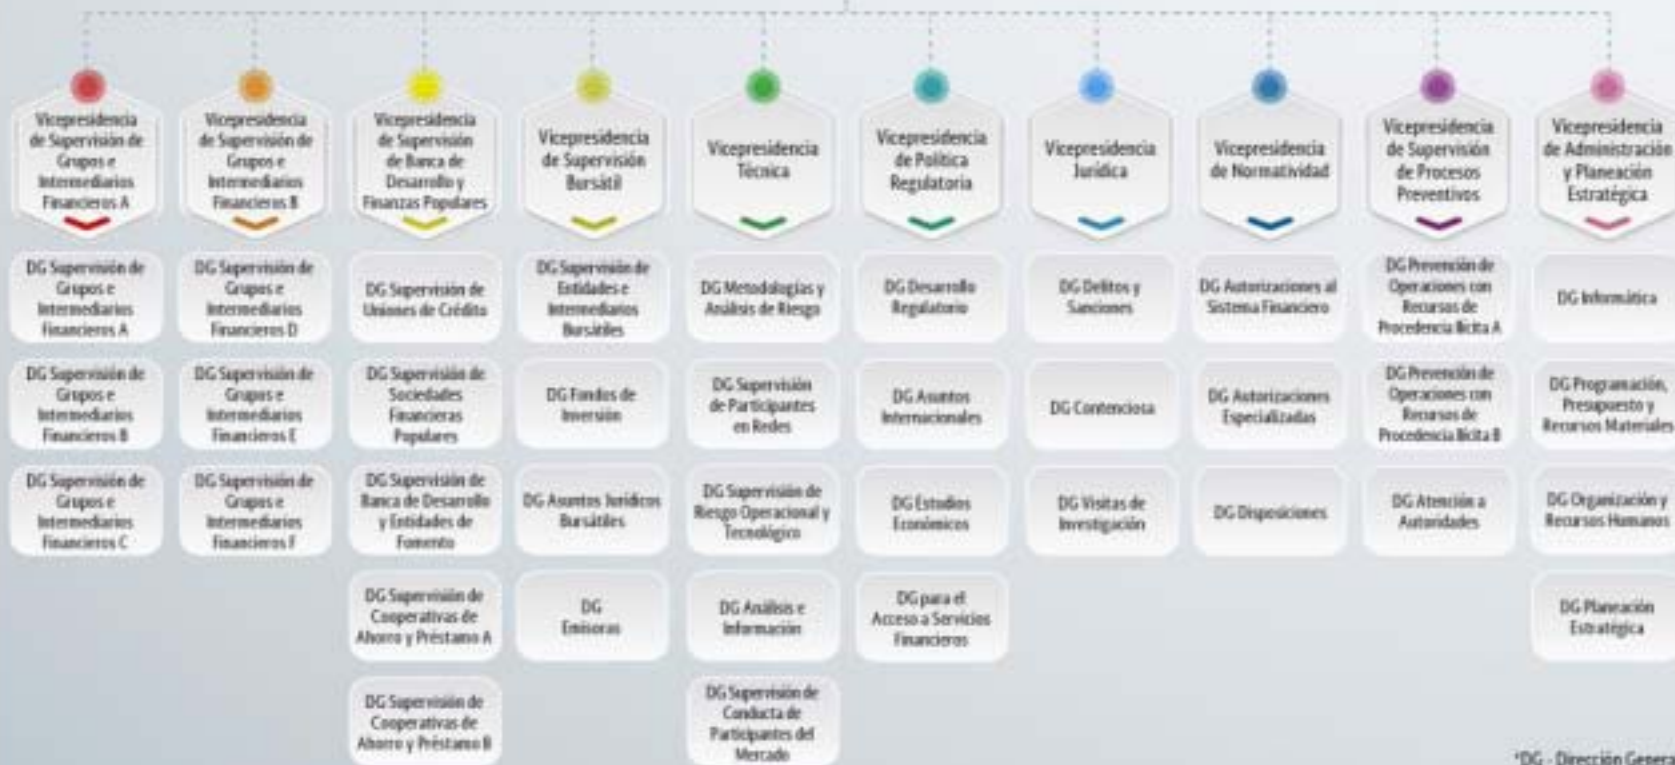 Vicepresidencia
de Supervisión de
Grupos e
Intermediarios
Financieros A
Vicepresidencia
de Supervisión de
Grupos e
Intermediarios
Financieros B
Vicepresidencia
de Supervisión
de Banca de
Desarrollo y
Finanzas Populares
Vicepresidencia
de Supervisión
Bursátil
Vicepresidencia
Técnica
Vicepresidencia
de Política
Regulatoria
Vicepresidencia
Jurídica
Vicepresidencia
de Normatividad
Vicepresidencia
de Supervisión
de Procesos
Preventivos
Vicepresidencia
de Administración
y Planeación
Estratégica
DG Supervisión de
Grupos e
Intermediarios
Financieros A
DG Supervisión de
Grupos e
Intermediarios
Financieros D
DG Supervisión de
Uniones de Crédito
DG Supervisión de
Entidades e
Intermediarios
Bursátiles
DG Metodologías y
Análisis de Riesgo
DG Desarrollo
Regulatorio
DG Delitos y
Sanciones
DG Autorizaciones al
Sistema Financiero
DG Prevención de
Operaciones con
Recursos de
Procedencia Ilícita A
DG Informática
DG Supervisión de
Grupos e
Intermediarios
Financieros B
DG Supervisión de
Grupos e
Intermediarios
Financieros E
DG Supervisión de
Sociedades
Financieras
Populares
DG Fondos de
Inversión
DG Supervisión
de Participantes
en Redes
DG Asuntos
Internacionales
DG Contenciosa
DG Autorizaciones
Especializadas
DG Prevención de
Operaciones con
Recursos de
Procedencia Ilícita B
DG Programación,
Presupuesto y
Recursos Materiales
DG Supervisión de
Grupos e
Intermediarios
Financieros C
DG Supervisión de
Grupos e
Intermediarios
Financieros F
DG Supervisión de
Banca de Desarrollo
y Entidades de
Fomento
DG Asuntos Jurídicos
Bursátiles
DG Supervisión de
Riesgo Operacional y
Tecnológico
DG Estudios
Económicos
DG Visitas de
Investigación
DG Disposiciones
DG Atención a
Autoridades
DG Organización y
Recursos Humanos
DG Supervisión de
Cooperativas de
Ahorro y Préstamo A
DG
Emisoras
DG Análisis e
Información
DG para el
Acceso a Servicios
Financieros
DG Planeación
Estratégica
DG Supervisión de
Cooperativas de
Ahorro y Préstamo B
DG Supervisión de
Conducta de
Participantes del
Mercado
*DG - Dirección General